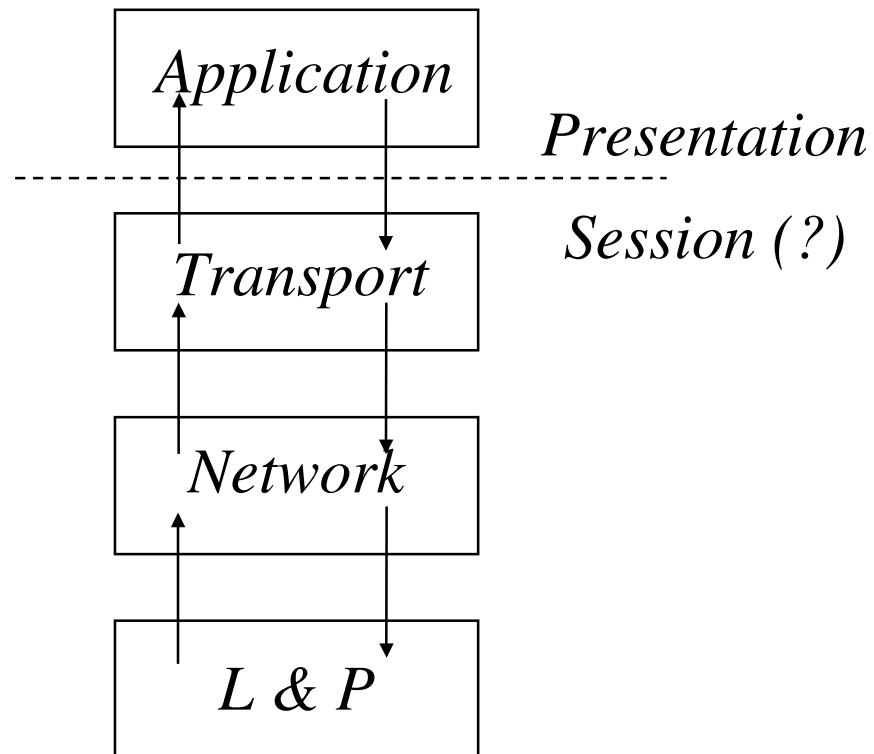 Application
Presentation
Session (?)
Transport
Network
L & P